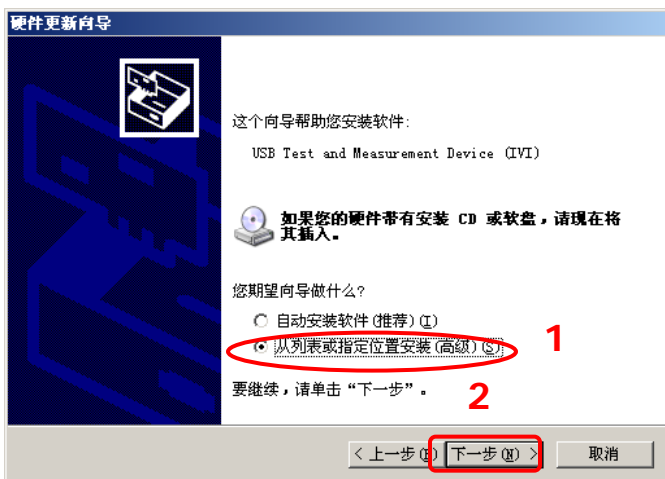 硬件更新向导
这个向导帮助您安装软件:
USB Test and Measurement Device (IVI)
如果您的硬件带有安装 CD 或软盘，请现在将
其插入。
您期望向导做什么?
自动安装软件(推荐)(I)
从列表或指定位置安装(高级)(S)
1
要继续，请单击“下一步”。
2
< 上一步(B) 下一步(N) > 取消